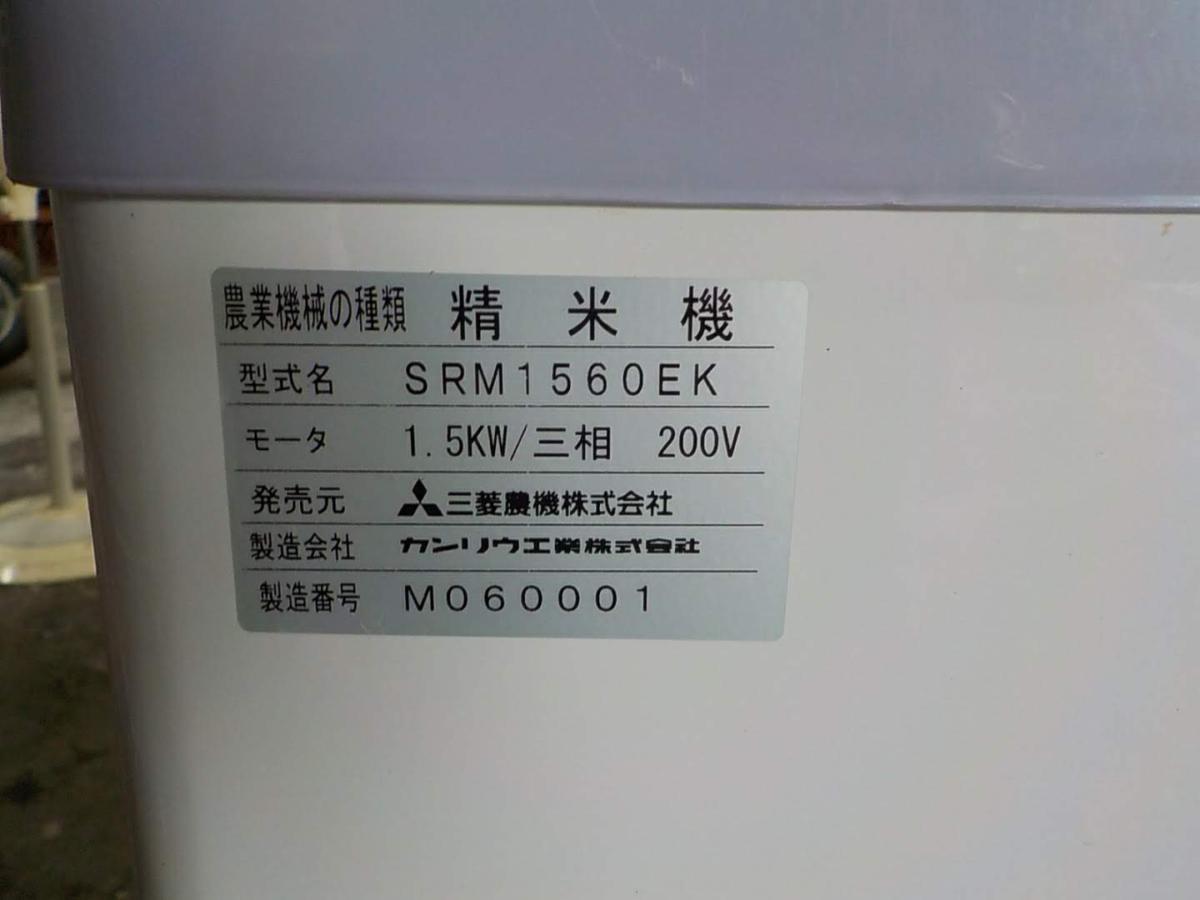 農業機械の種類 精米機
型式名 SRM1560EK
モータ 1.5KW/三相 200V
発売元 三菱農機株式会社
製造会社 カンリウ工業株式会社
製造番号 M060001